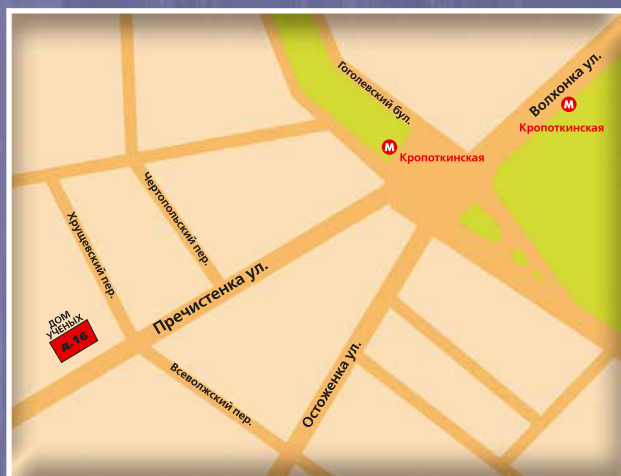 Гоголевский бул.
Волхонка ул.
М
Кропоткинская
М
Кропоткинская
Чертопольский пер.
Хрущевский пер.
Пречистенка ул.
ДОМ
УЧЕНЫХ
д.16
Всеволжский пер.
Остоженка ул.